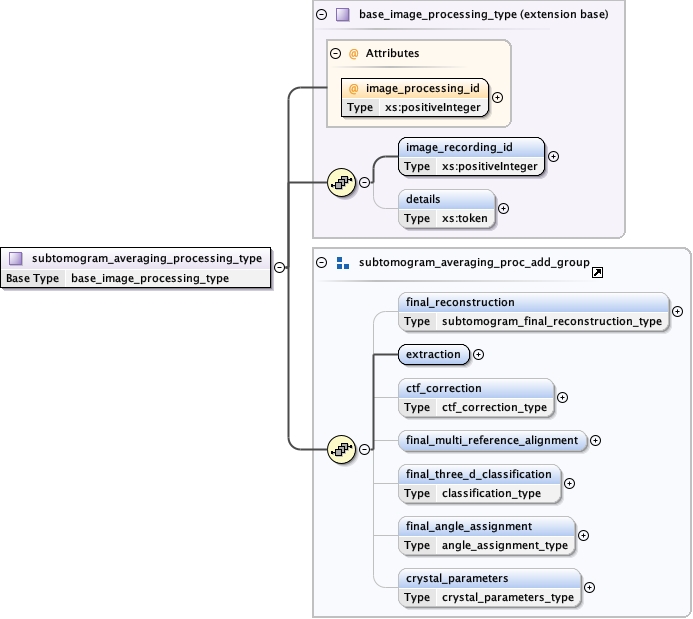 base_image_processing_type (extension base)
@ Attributes
@ image_processing_id
Type xs:positiveInteger
image_recording_id
Type xs:positiveInteger
details
Type xs:token
subtomogram_averaging_processing_type
Base Type base_image_processing_type
subtomogram_averaging_proc_add_group
final_reconstruction
Type subtomogram_final_reconstruction_type
extraction
ctf_correction
Type ctf_correction_type
final_multi_reference_alignment
final_three_d_classification
Type classification_type
final_angle_assignment
Type angle_assignment_type
crystal_parameters
Type crystal_parameters_type